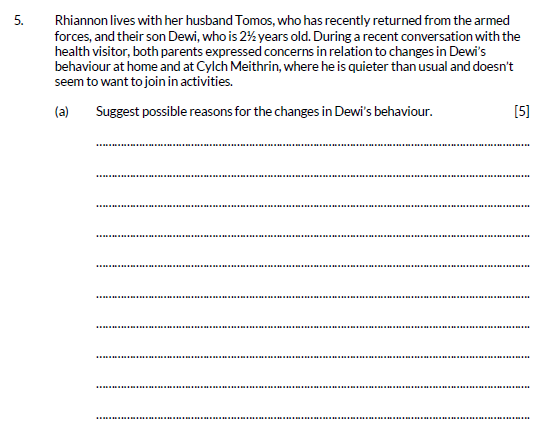 5. Rhiannon lives with her husband Tomos, who has recently returned from the armed
forces, and their son Dewi, who is 2½ years old. During a recent conversation with the
health visitor, both parents expressed concerns in relation to changes in Dewi's
behaviour at home and at Cylch Meithrin, where he is quieter than usual and doesn't
seem to want to join in activities.
(a) Suggest possible reasons for the changes in Dewi's behaviour. [5]